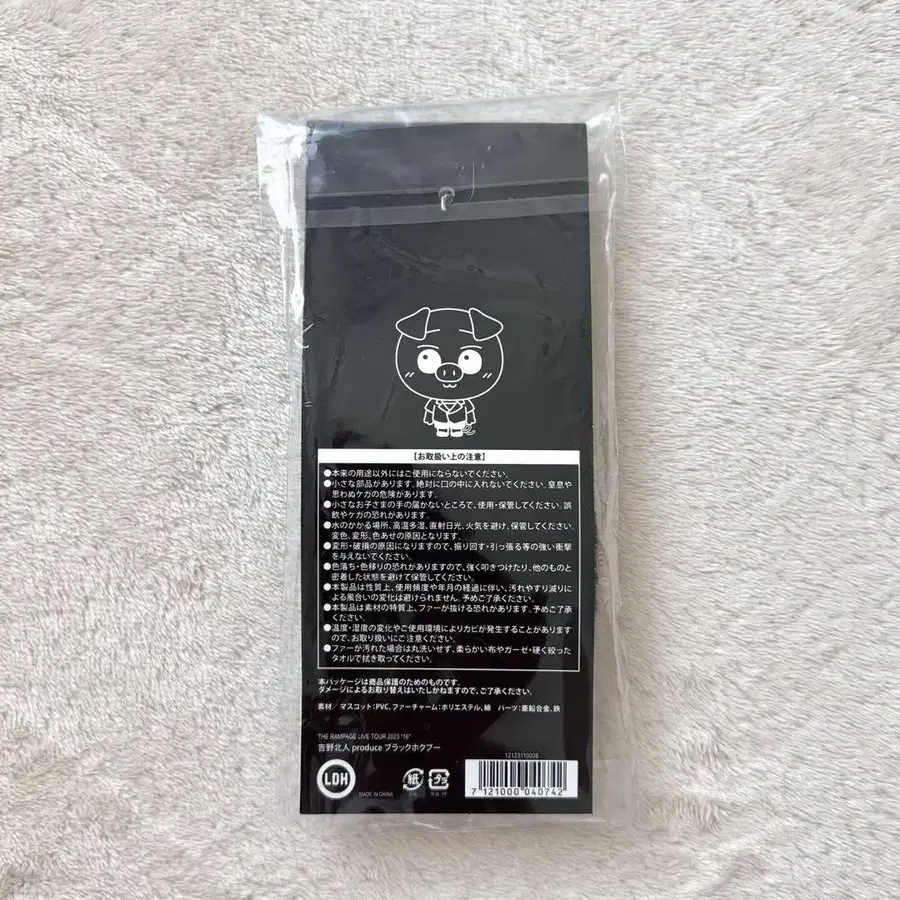 【お取扱い上の注意】
●本来の用途以外にはご使用にならないでください。
●小さな部品があります。絶対に口の中に入れないでください。窒息や
思わぬケガの危険があります。
●小さなお子さまの手の届かないところで、使用・保管してください。誤
飲やケガの恐れがあります。
●水のかかる場所、高温多湿、直射日光、火気を避け、保管してください。
変色、変形、色あせの原因となります。
●変形・破損の原因になりますので、振り回す・引っ張る等の強い衝撃
を与えないでください。
●色落ち・色移りの恐れがありますので、強く叩きつけたり、他のものと
密着した状態を避けて保管してください。
●本製品は性質上、使用頻度や年月の経過に伴い、汚れやすり減りに
よる風合いの変化は避けられません。予めご了承ください。
●本製品は素材の特質上、ファーが抜ける恐れがあります。予めご了承
ください。
●温度・湿度の変化やご使用環境によりカビが発生することがあります
ので、お取り扱いにご注意ください。
●ファーが汚れた場合は丸洗いせず、柔らかい布やガーゼ・硬く絞った
タオルで拭き取ってください。
本パッケージは商品保護のためのものです。
ダメージによるお取り替えはいたしかねますので、ご了承ください。
素材／マスコット:PVC、ファーチャーム:ポリエステル、綿 パーツ:亜鉛合金、鉄
THE RAMPAGE LIVE TOUR 2023 "16"
吉野北人 produce ブラックホクブー
12123110008
LDH
MADE IN CHINA
紙
プラ
7 121000 040742